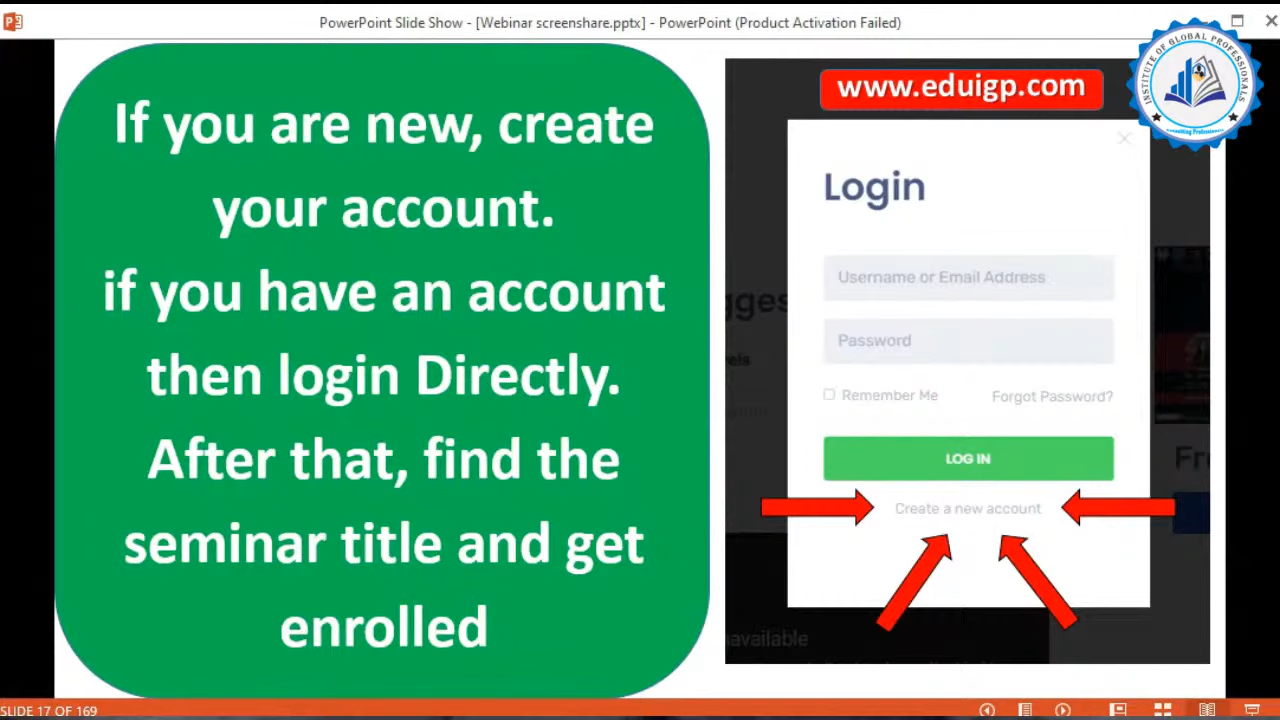 PowerPoint Slide Show - [Webinar screenshare.pptx] - PowerPoint (Product Activation Failed)
If you are new, create
your account.
if you have an account
then login Directly.
After that, find the
seminar title and get
enrolled
www.eduigp.com
INSTITUTE OF GLOBAL PROFESSIONALS
Consulting Professionals
Login
Username or Email Address
Password
Remember Me
Forgot Password?
LOG IN
Create a new account
SLIDE 17 OF 169